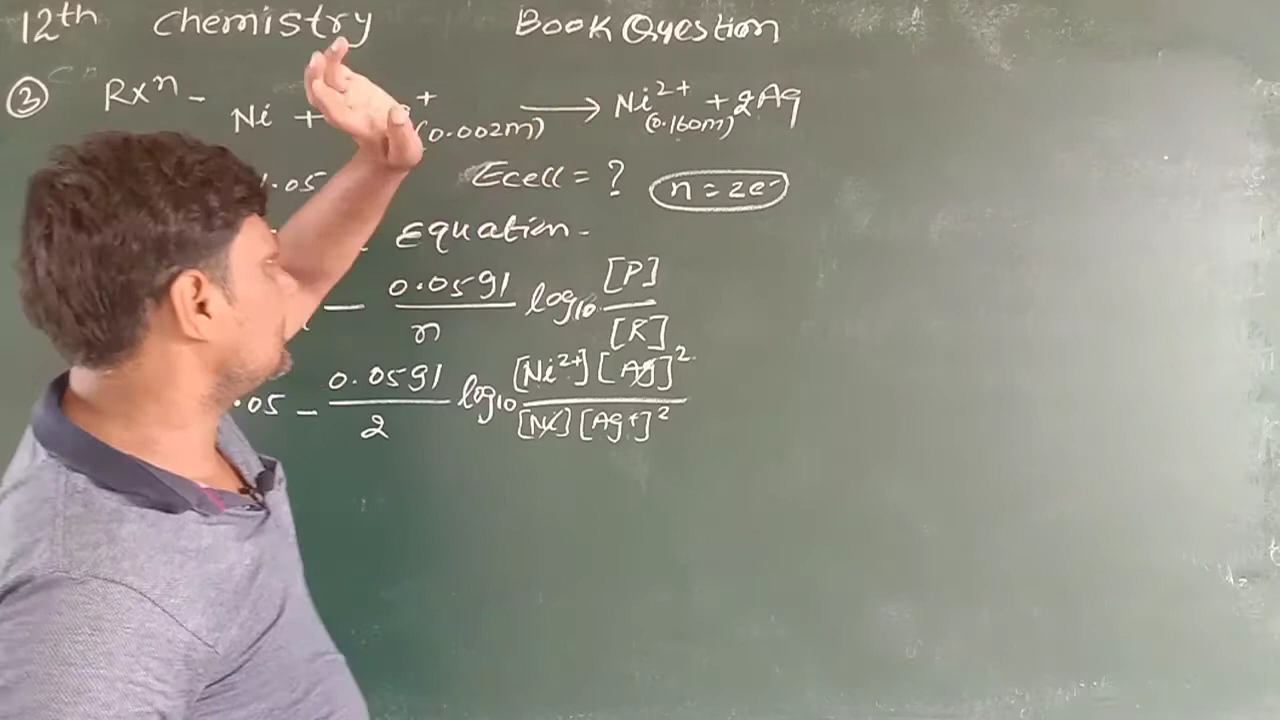 12th Chemistry Book Question
③ Rxn - Ni + + (0.002m) ⟶ Ni²⁺ + 2Ag (0.160m)
.05 Ecell = ? n = 2e⁻
Equation -
- 0.0591/n log₁₀ [P]/[R]
.05 - 0.0591/2 log₁₀ [Ni²⁺][Ag]²/[Ni][Ag⁺]²